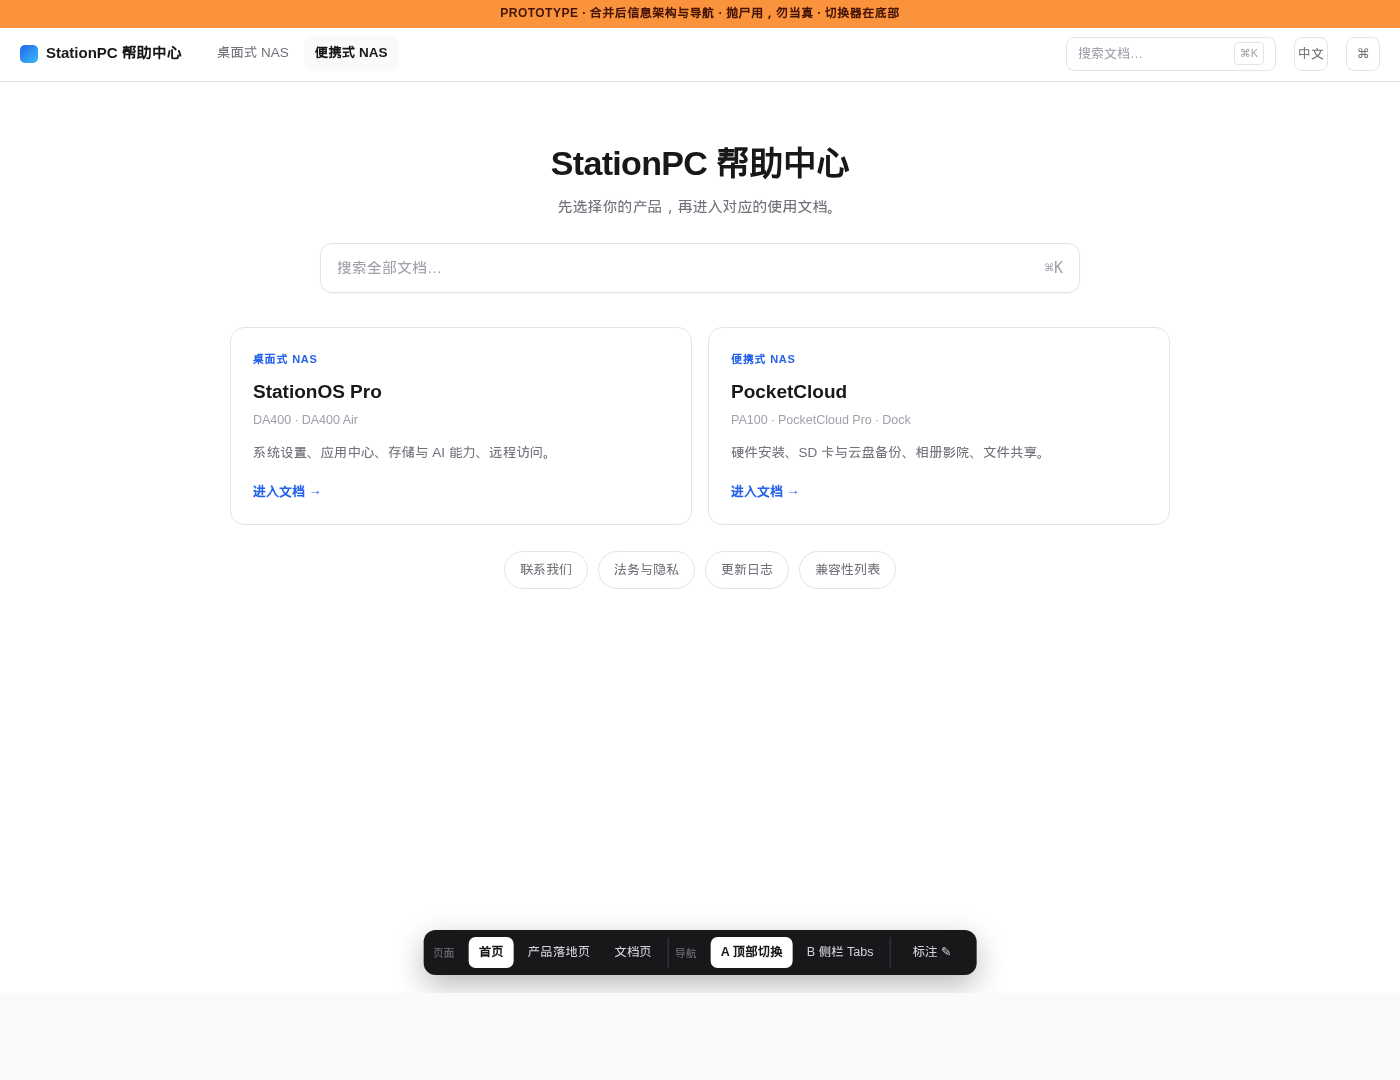 PROTOTYPE · 合并后信息架构与导航 · 抛尸用，勿当真 · 切换器在底部
StationPC 帮助中心 桌面式 NAS 便携式 NAS 搜索文档… ⌘K 中文 ⌘
StationPC 帮助中心
先选择你的产品，再进入对应的使用文档。
搜索全部文档… ⌘K
桌面式 NAS
StationOS Pro
DA400 · DA400 Air
系统设置、应用中心、存储与 AI 能力、远程访问。
进入文档 →
便携式 NAS
PocketCloud
PA100 · PocketCloud Pro · Dock
硬件安装、SD 卡与云盘备份、相册影院、文件共享。
进入文档 →
联系我们 法务与隐私 更新日志 兼容性列表
页面 首页 产品落地页 文档页 导航 A 顶部切换 B 侧栏 Tabs 标注 ✎